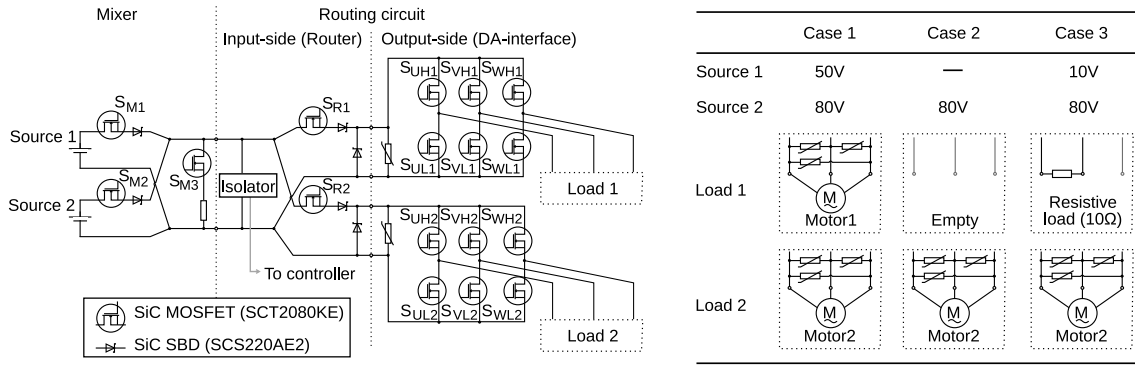 Mixer
Routing circuit
Input-side (Router)
Output-side (DA-interface)
S_M1
S_R1
S_UH1 S_VH1 S_WH1
Source 1
S_M2
S_M3
Isolator
S_UL1 S_VL1 S_WL1
Load 1
Source 2
S_R2
S_UH2 S_VH2 S_WH2
To controller
S_UL2 S_VL2 S_WL2
Load 2
SiC MOSFET (SCT2080KE)
SiC SBD (SCS220AE2)
Case 1 Case 2 Case 3
Source 1 50V — 10V
Source 2 80V 80V 80V
Load 1
M
Motor1
Empty
Resistive
load (10Ω)
Load 2
M M M
Motor2 Motor2 Motor2